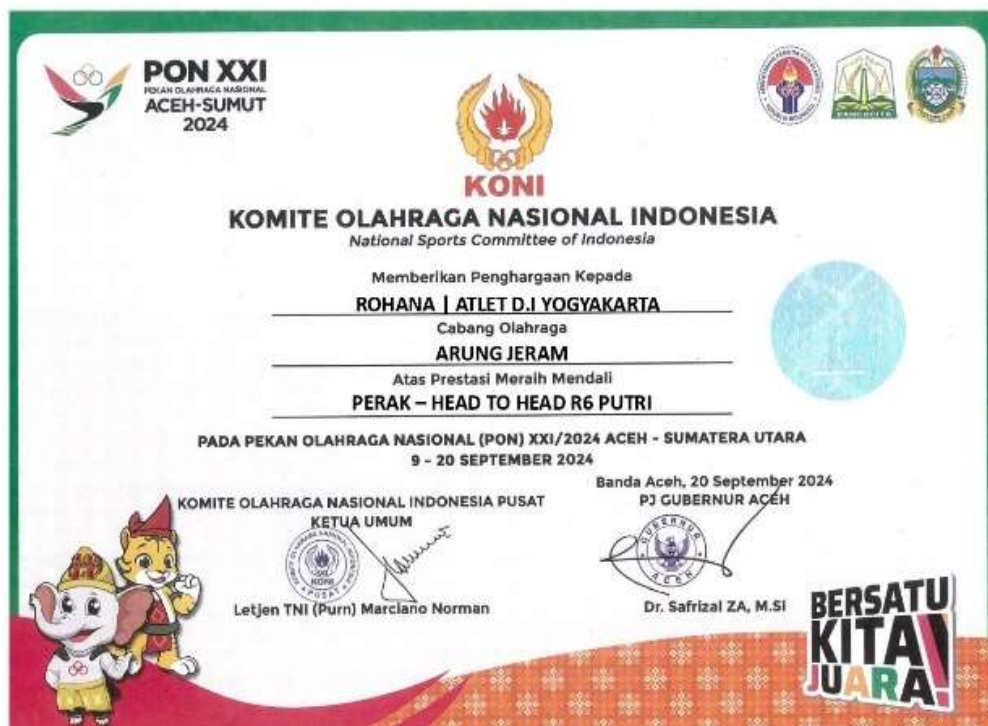 PON XXI
PEKAN OLAHRAGA NASIONAL
ACEH-SUMUT
2024
PANCACITA
KONI
KOMITE OLAHRAGA NASIONAL INDONESIA
National Sports Committee of Indonesia
Memberikan Penghargaan Kepada
ROHANA | ATLET D.I YOGYAKARTA
Cabang Olahraga
ARUNG JERAM
Atas Prestasi Meraih Mendali
PERAK – HEAD TO HEAD R6 PUTRI
PADA PEKAN OLAHRAGA NASIONAL (PON) XXI/2024 ACEH - SUMATERA UTARA
9 - 20 SEPTEMBER 2024
KOMITE OLAHRAGA NASIONAL INDONESIA PUSAT
KETUA UMUM
KONI
PUSAT
Letjen TNI (Purn) Marciano Norman
Banda Aceh, 20 September 2024
PJ GUBERNUR ACEH
GUBERNUR
ACEH
Dr. Safrizal ZA, M.Si
BERSATU
KITA
JUARA!